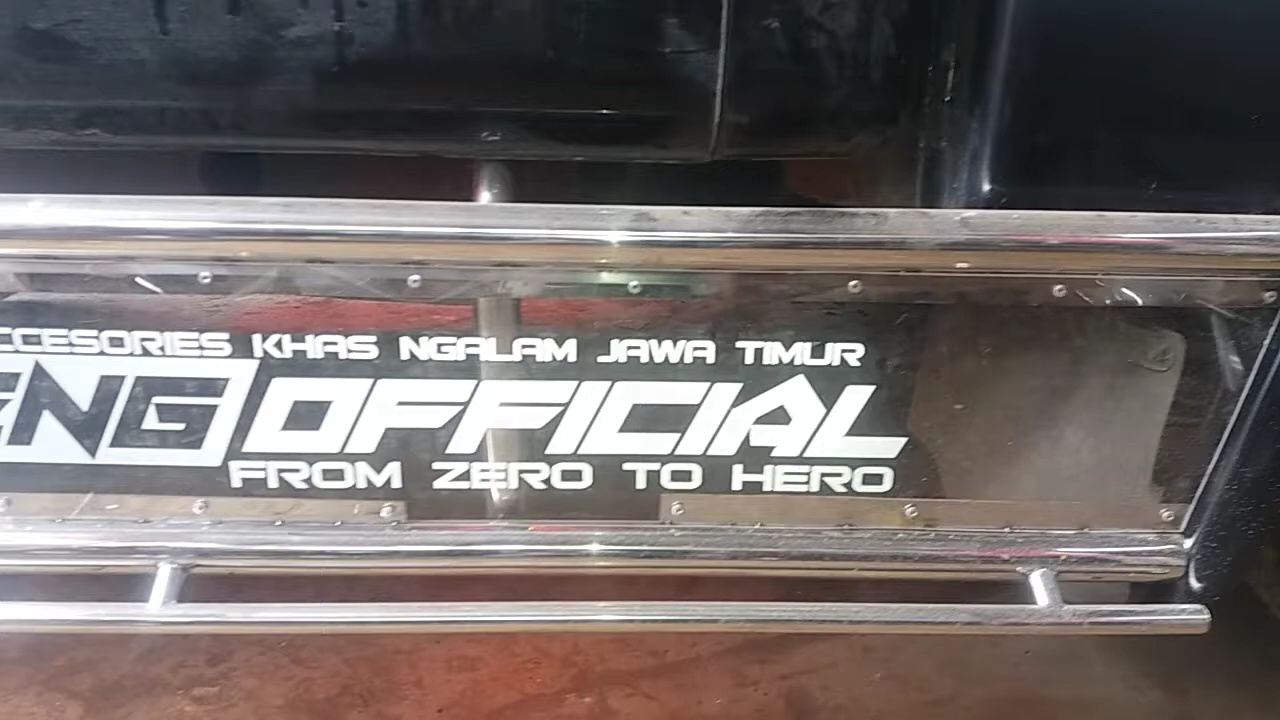 CCESORIES KHAS NGALAM JAWA TIMUR
ENG OFFICIAL
FROM ZERO TO HERO